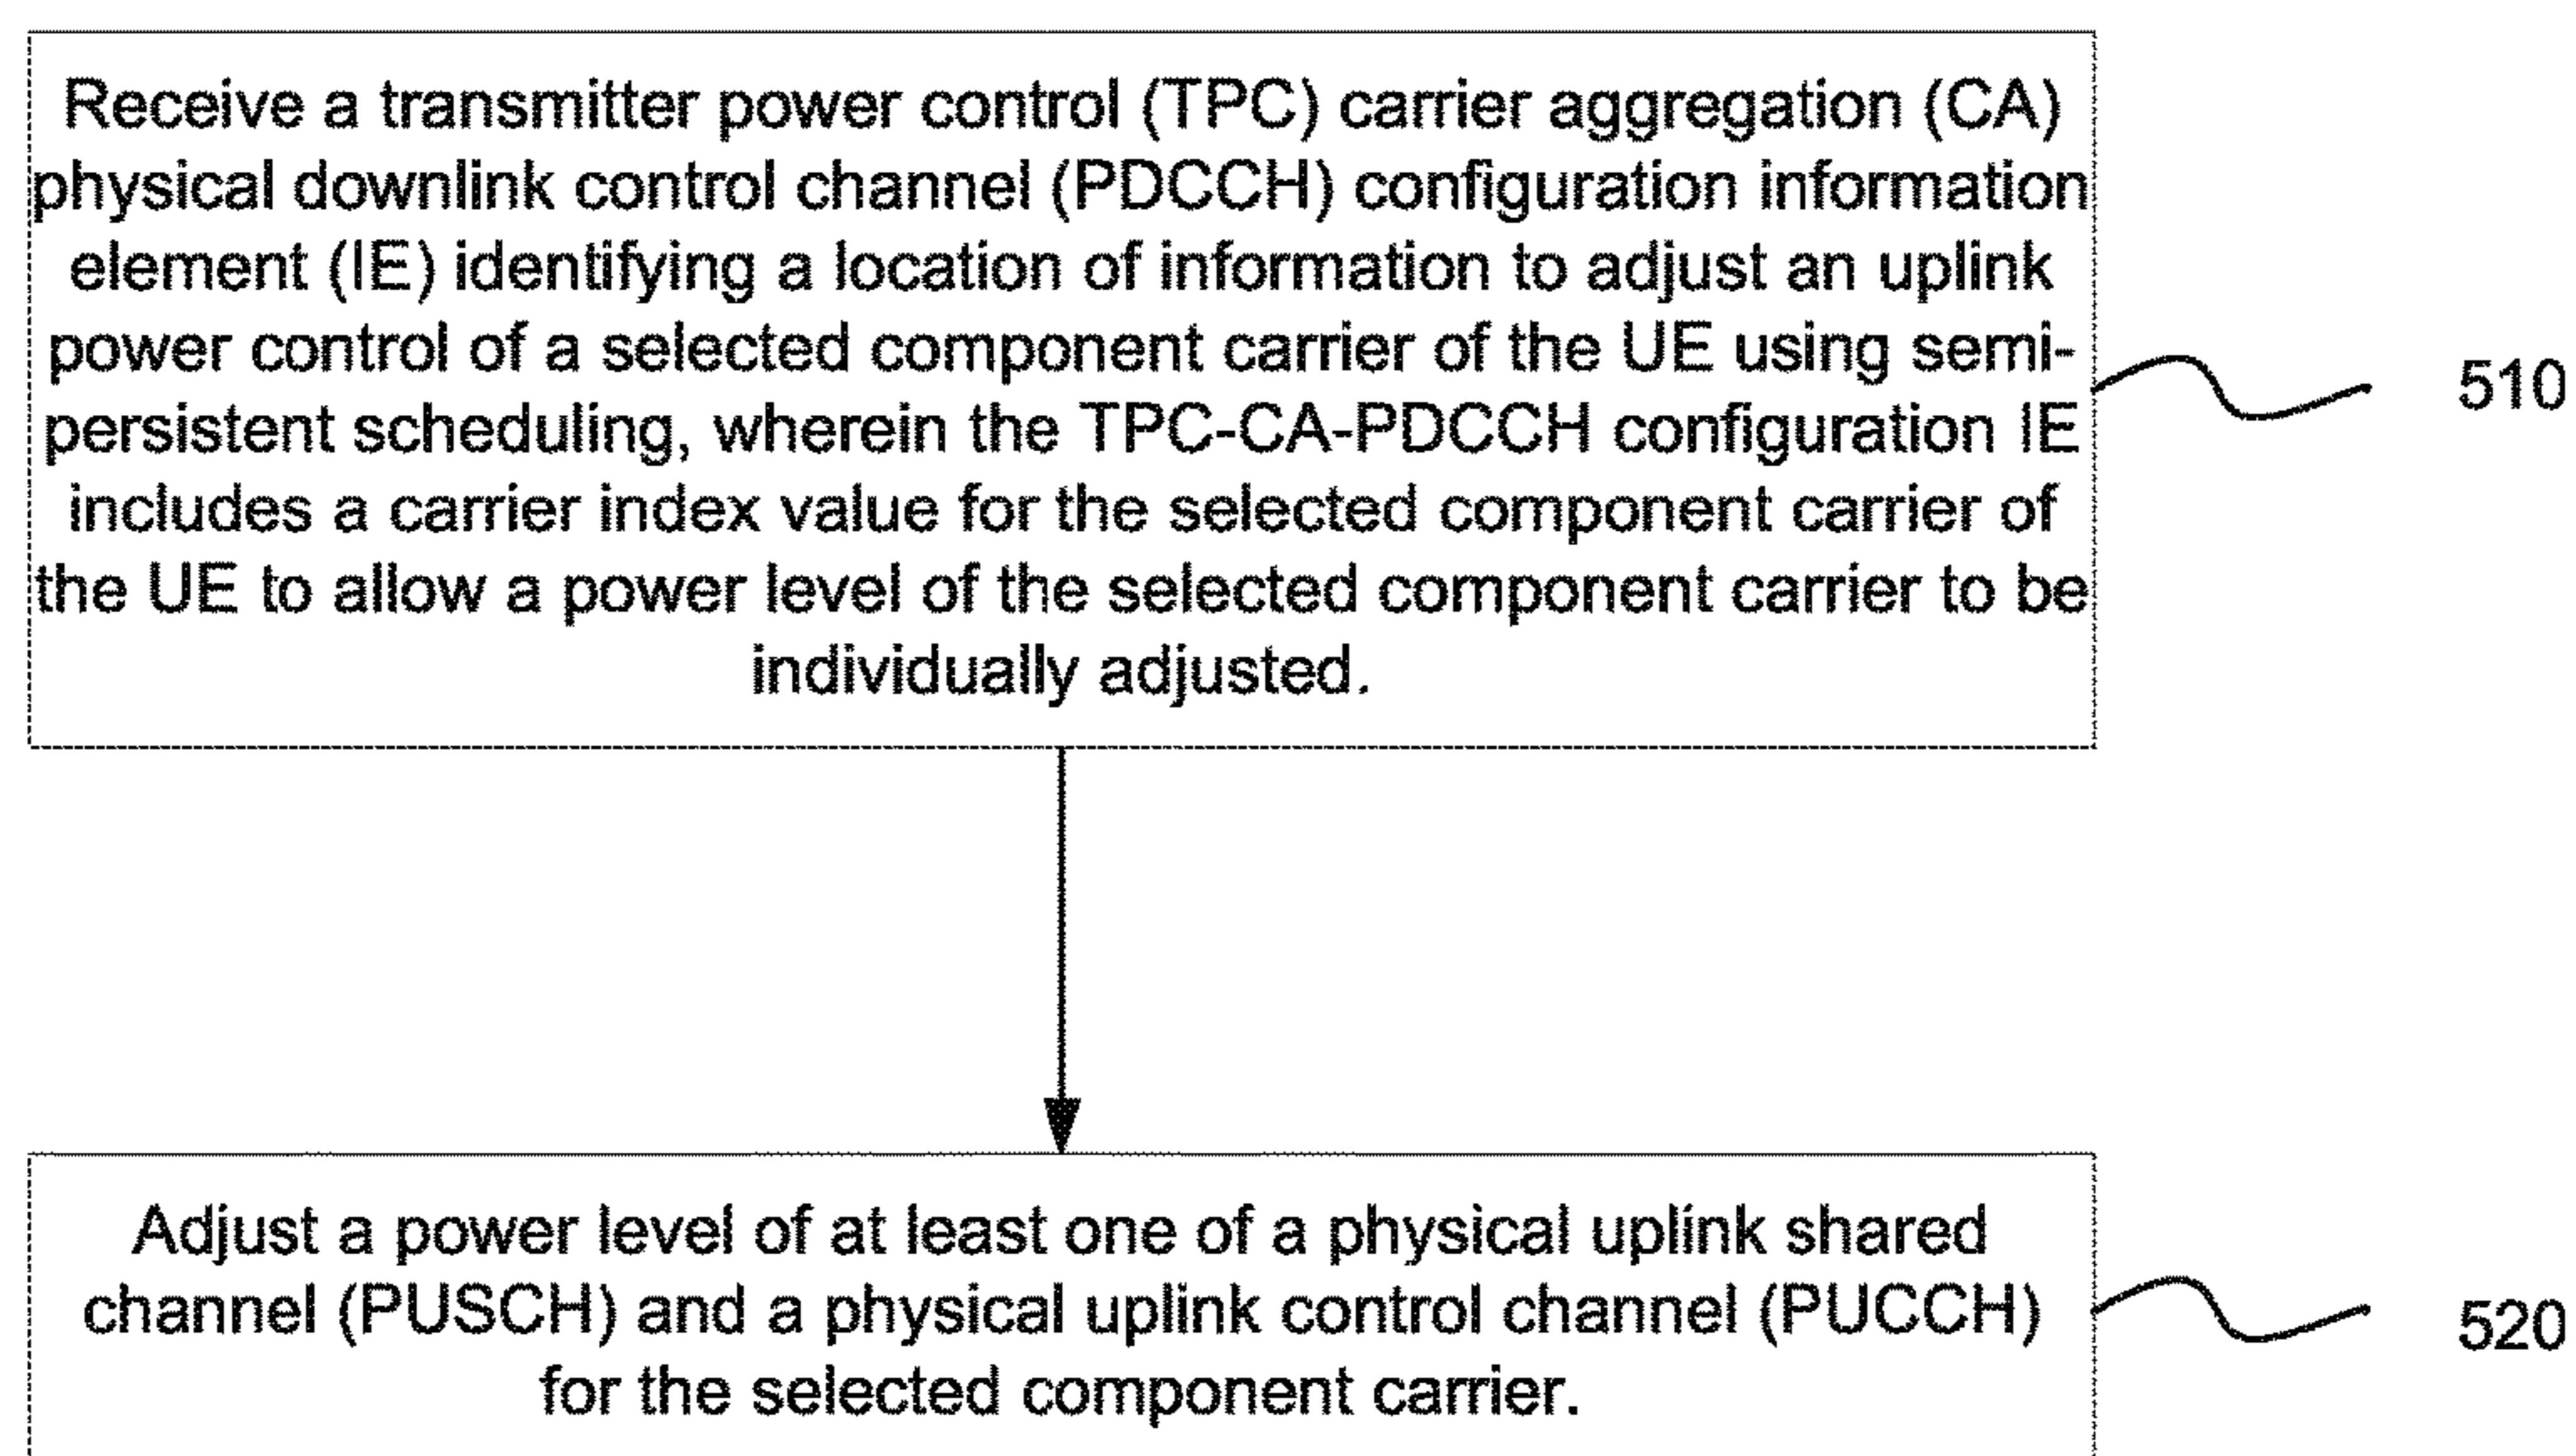 Receive a transmitter power control (TPC) carrier aggregation (CA)
physical downlink control channel (PDCCH) configuration information
element (IE) identifying a location of information to adjust an uplink
power control of a selected component carrier of the UE using semi-
persistent scheduling, wherein the TPC-CA-PDCCH configuration IE
includes a carrier index value for the selected component carrier of
the UE to allow a power level of the selected component carrier to be
individually adjusted.
510
Adjust a power level of at least one of a physical uplink shared
channel (PUSCH) and a physical uplink control channel (PUCCH)
for the selected component carrier.
520